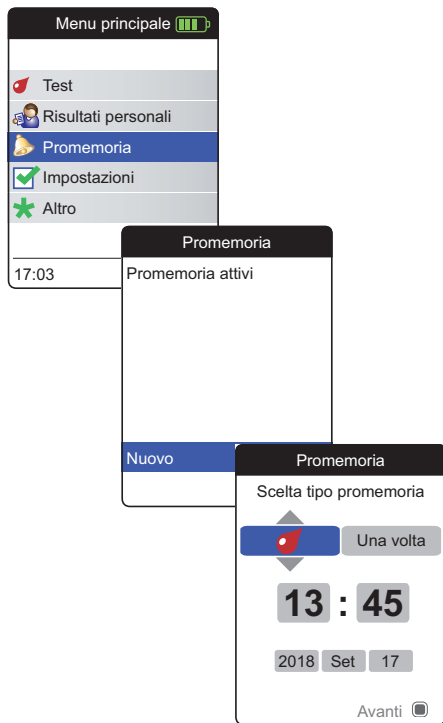 Menu principale
Test
Risultati personali
Promemoria
Impostazioni
Altro
17:03
Promemoria
Promemoria attivi
Nuovo
Promemoria
Scelta tipo promemoria
Una volta
13 : 45
2018 Set 17
Avanti